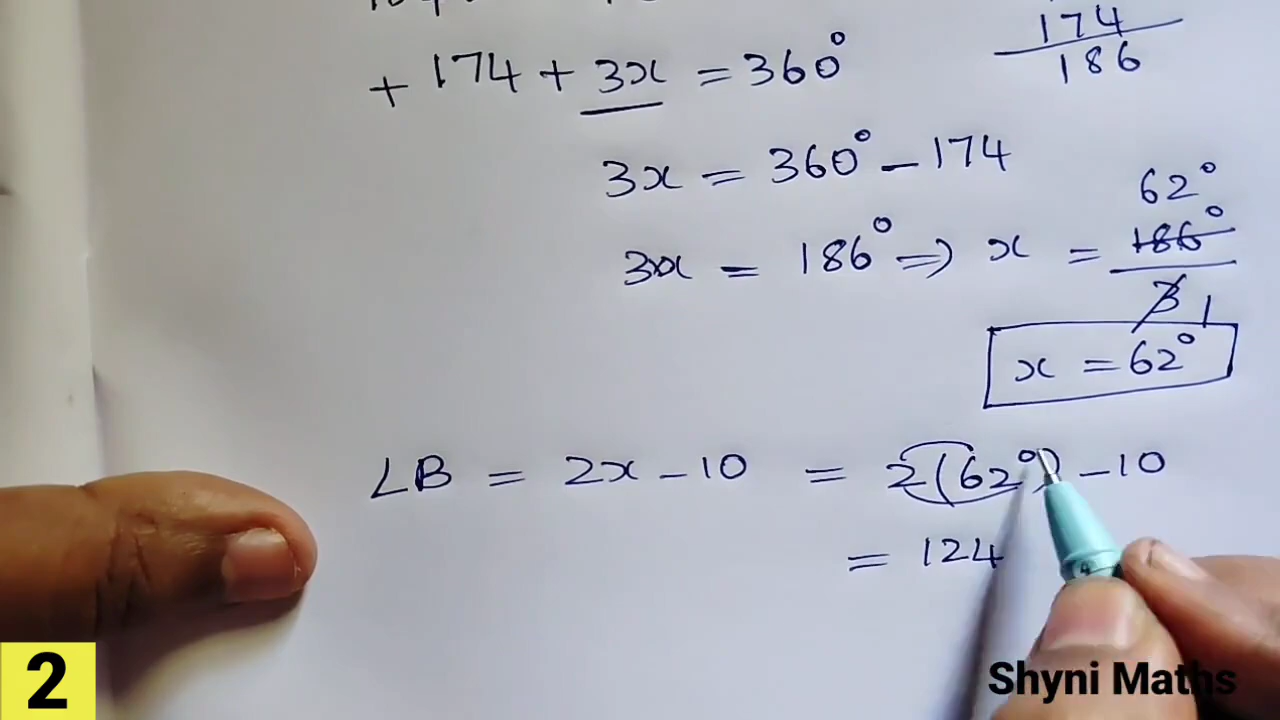 174
186
+ 174 + 3x = 360°
3x = 360° - 174
62°
3x = 186° => x = 186°
3 1
x = 62°
∠B = 2x - 10 = 2(62°) - 10
= 124
2
Shyni Maths